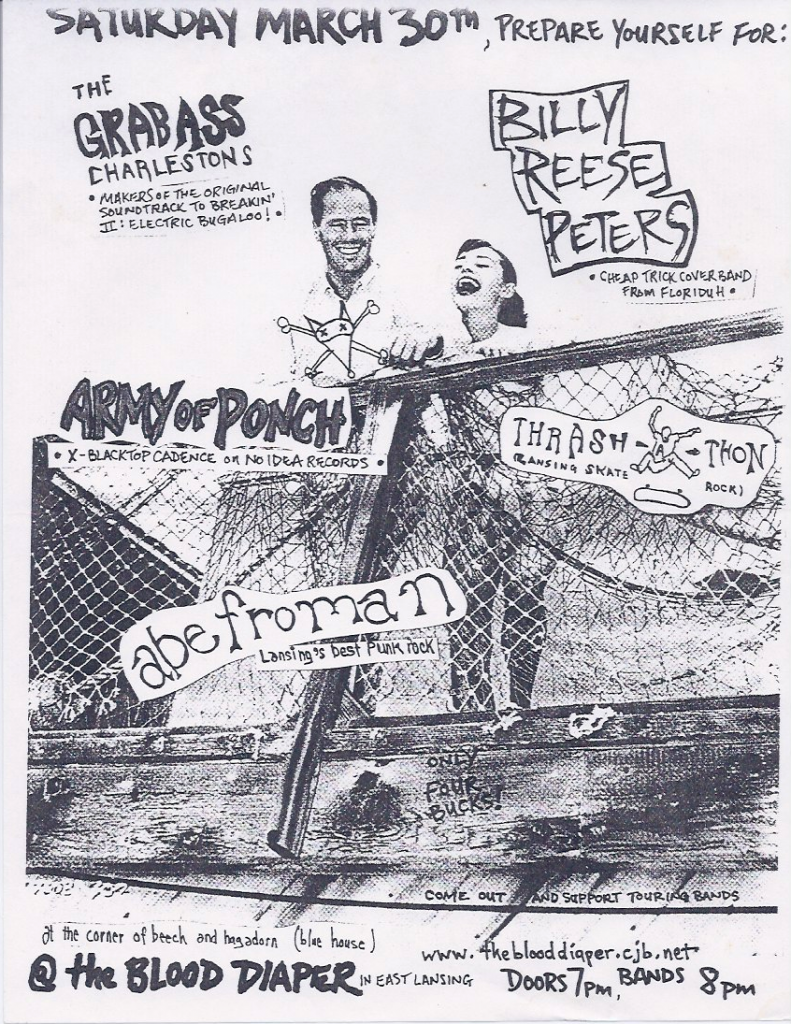 SATURDAY MARCH 30TH, PREPARE YOURSELF FOR:
THE
GRABASS
CHARLESTONS
• MAKERS OF THE ORIGINAL
SOUNDTRACK TO BREAKIN'
II: ELECTRIC BUGALOO! •
BILLY
REESE
PETERS
• CHEAP TRICK COVER BAND
FROM FLORIDUH •
ARMY OF PONCH
• X-BLACKTOP CADENCE on NO IDEA RECORDS •
THRASH-A-THON
(LANSING SKATE ROCK)
abe froman
Lansing's best Punk rock
ONLY
FOUR
BUCKS!
COME OUT AND SUPPORT TOURING BANDS
at the corner of beech and hagadorn (blue house)
www.theblooddiaper.cjb.net
@ the BLOOD DIAPER IN EAST LANSING
DOORS 7pm, BANDS 8pm